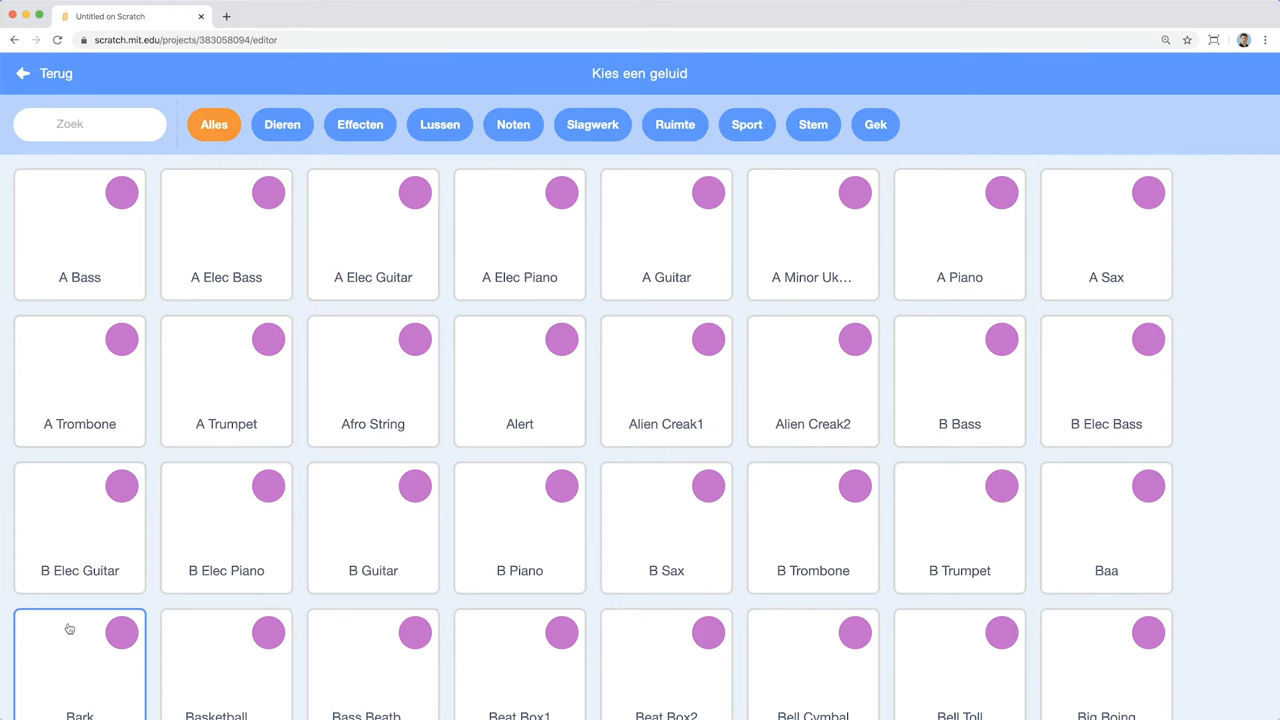 Untitled on Scratch
scratch.mit.edu/projects/383058094/editor
Terug
Kies een geluid
Zoek
Alles
Dieren
Effecten
Lussen
Noten
Slagwerk
Ruimte
Sport
Stem
Gek
A Bass
A Elec Bass
A Elec Guitar
A Elec Piano
A Guitar
A Minor Uk...
A Piano
A Sax
A Trombone
A Trumpet
Afro String
Alert
Alien Creak1
Alien Creak2
B Bass
B Elec Bass
B Elec Guitar
B Elec Piano
B Guitar
B Piano
B Sax
B Trombone
B Trumpet
Baa
Bark
Basketball
Bass Beatb
Beat Box1
Beat Box2
Bell Cymbal
Bell Toll
Big Boing